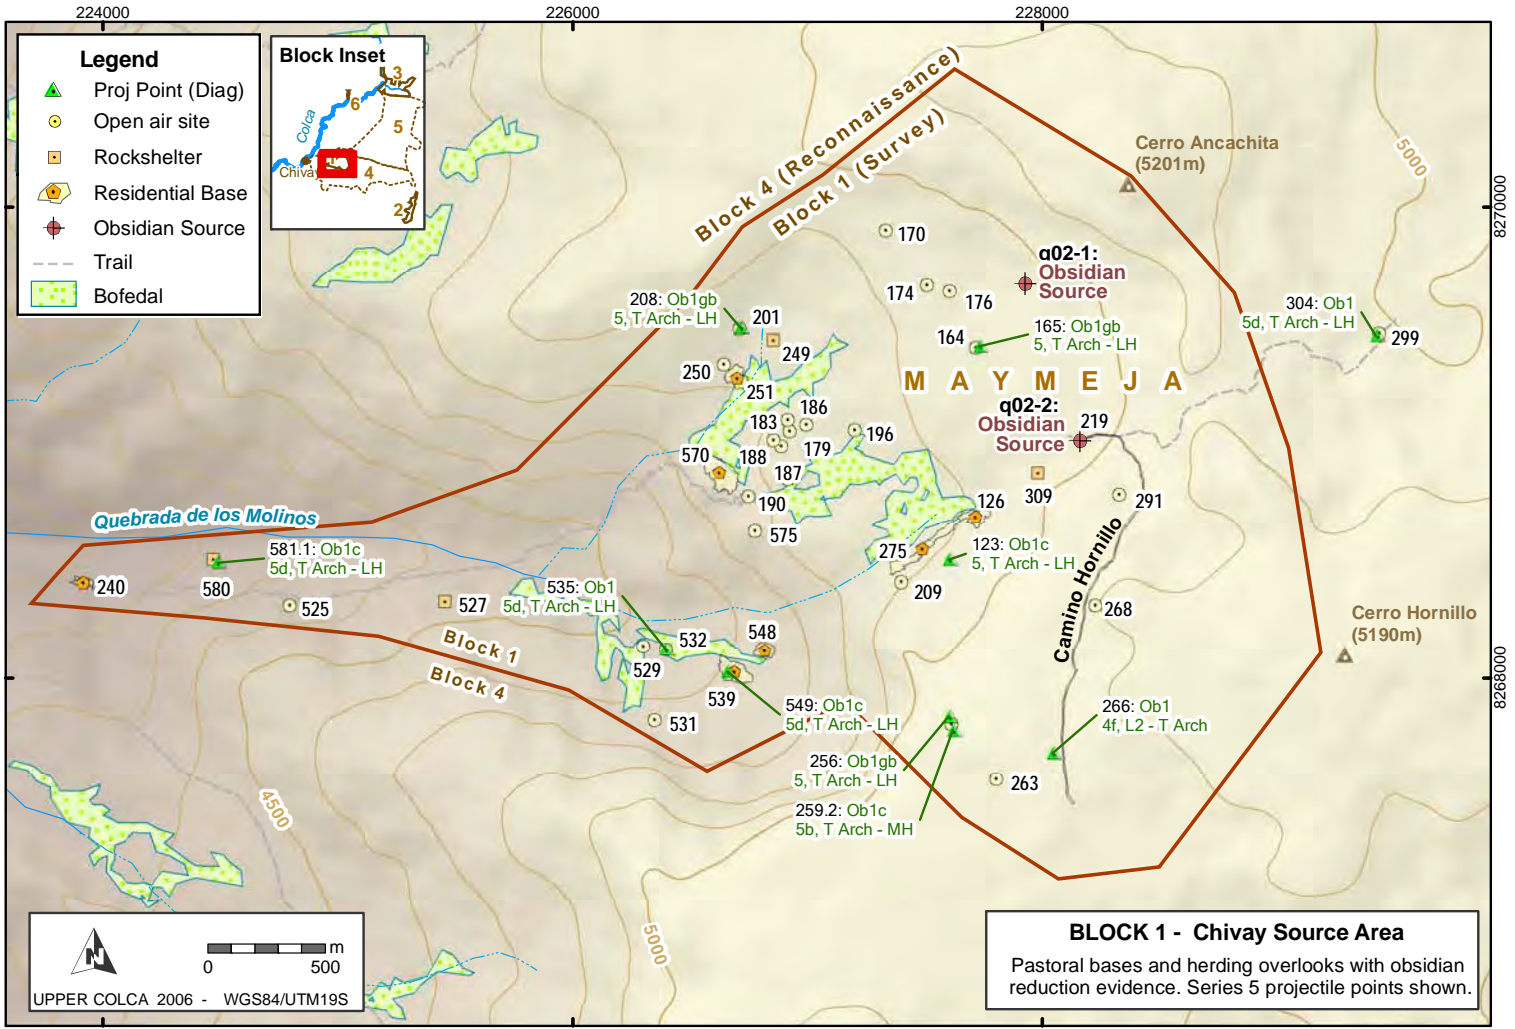 224000
226000
228000
8270000
8268000
Legend
Proj Point (Diag)
Open air site
Rockshelter
Residential Base
Obsidian Source
Trail
Bofedal
Block Inset
3
6
5
4
2
Colca
Chivay
1
Block 4 (Reconnaissance)
Block 1 (Survey)
Cerro Ancachita
(5201m)
5000
170
q02-1:
Obsidian
Source
174
176
208: Ob1gb
5, T Arch - LH
201
249
164
165: Ob1gb
5, T Arch - LH
304: Ob1
5d, T Arch - LH
299
250
251
M A Y M E J A
q02-2:
Obsidian
Source
219
186
183
179
196
188
187
570
190
575
309
291
126
275
123: Ob1c
5, T Arch - LH
209
Quebrada de los Molinos
581.1: Ob1c
5d, T Arch - LH
580
240
525
527
535: Ob1
5d, T Arch - LH
532
529
548
539
531
Block 1
Block 4
549: Ob1c
5d, T Arch - LH
Camino Hornillo
268
Cerro Hornillo
(5190m)
266: Ob1
4f, L2 - T Arch
256: Ob1gb
5, T Arch - LH
259.2: Ob1c
5b, T Arch - MH
263
4500
5000
N
m
0
500
UPPER COLCA 2006 - WGS84/UTM19S
BLOCK 1 - Chivay Source Area
Pastoral bases and herding overlooks with obsidian
reduction evidence. Series 5 projectile points shown.